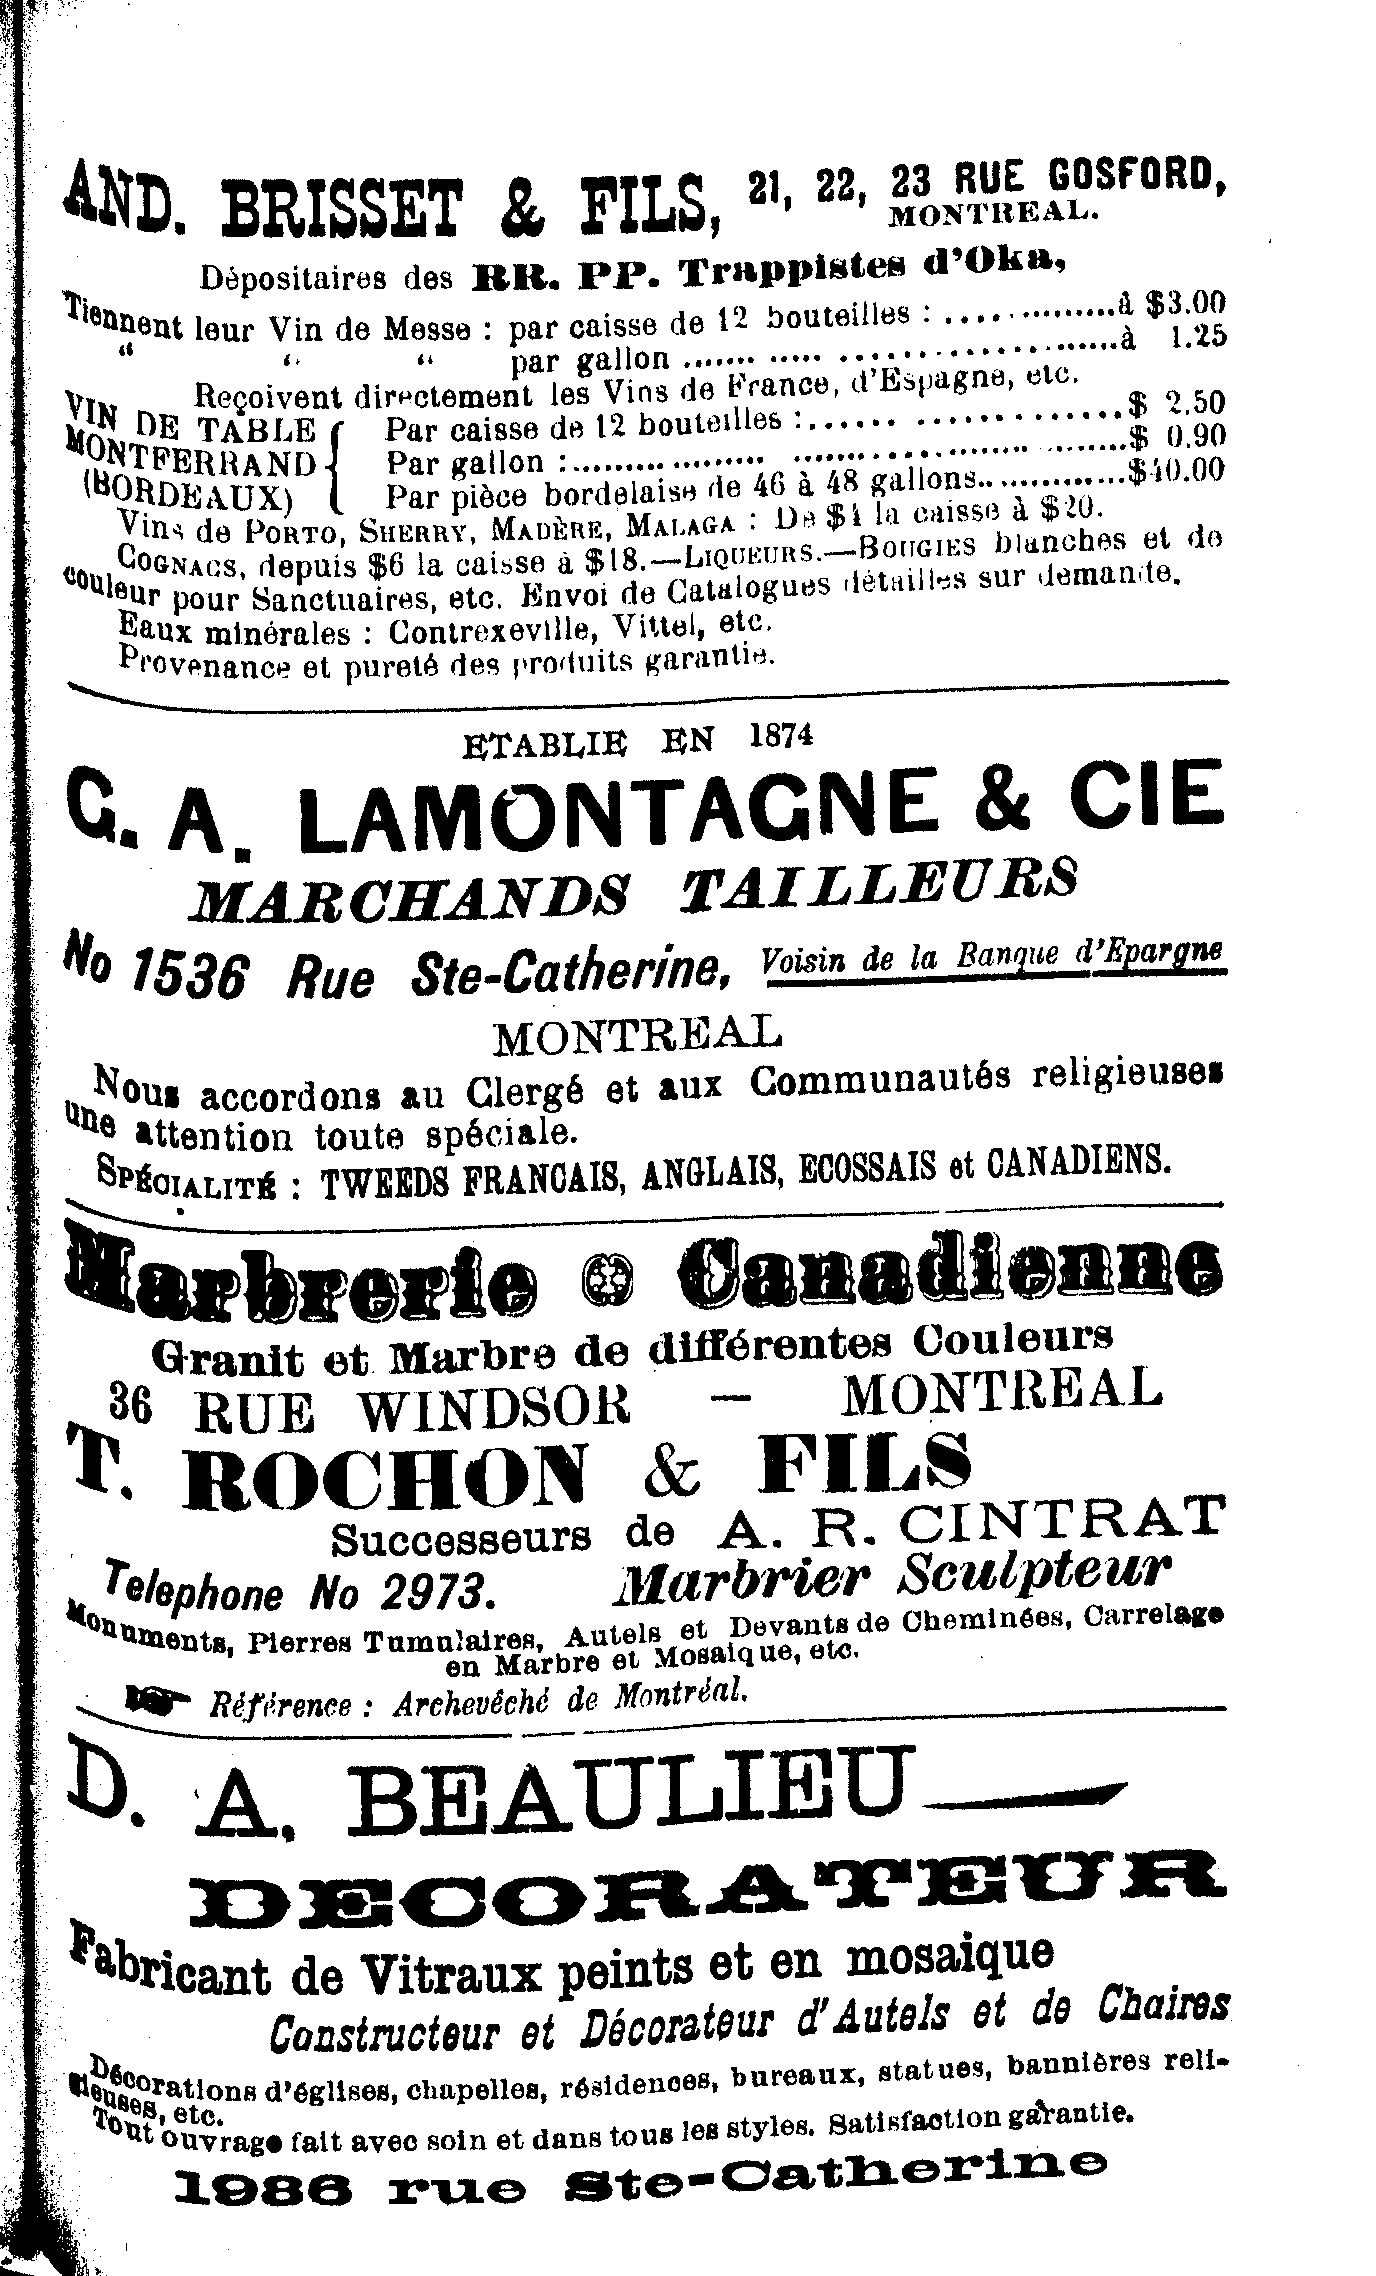 AND. BRISSET & FILS, 21, 22, 23 RUE GOSFORD,
MONTREAL.
Dépositaires des RR. PP. Trappistes d'Oka,
Tiennent leur Vin de Messe : par caisse de 12 bouteilles : ..............à $3.00
“ “ “ par gallon ..............................à 1.25
Reçoivent directement les Vins de France, d'Espagne, etc.
VIN DE TABLE { Par caisse de 12 bouteilles :.....................$ 2.50
MONTFERRAND { Par gallon :..............................$ 0.90
(BORDEAUX) { Par pièce bordelaise de 46 à 48 gallons...............$40.00
Vins de PORTO, SHERRY, MADÈRE, MALAGA : De $4 la caisse à $20.
COGNACS, depuis $6 la caisse à $18.—LIQUEURS.—BOUGIES blanches et de
couleur pour Sanctuaires, etc. Envoi de Catalogues détaillés sur demande.
Eaux minérales : Contrexeville, Vittel, etc.
Provenance et pureté des produits garantie.
ETABLIE EN 1874
G. A. LAMONTAGNE & CIE
MARCHANDS TAILLEURS
No 1536 Rue Ste-Catherine, Voisin de la Banque d'Epargne
MONTREAL
Nous accordons au Clergé et aux Communautés religieuses
une attention toute spéciale.
SPÉCIALITÉ : TWEEDS FRANCAIS, ANGLAIS, ECOSSAIS et CANADIENS.
Marbrerie Canadienne
Granit et Marbre de différentes Couleurs
36 RUE WINDSOR — MONTREAL
T. ROCHON & FILS
Successeurs de A. R. CINTRAT
Telephone No 2973. Marbrier Sculpteur
Monuments, Pierres Tumulaires, Autels et Devants de Cheminées, Carrelage
en Marbre et Mosaique, etc.
☛ Référence : Archevêché de Montréal.
D. A. BEAULIEU
DECORATEUR
Fabricant de Vitraux peints et en mosaique
Constructeur et Décorateur d'Autels et de Chaires
Décorations d'églises, chapelles, résidences, bureaux, statues, bannières reli-
gieuses, etc.
Tout ouvrage fait avec soin et dans tous les styles. Satisfaction garantie.
1986 rue Ste-Catherine